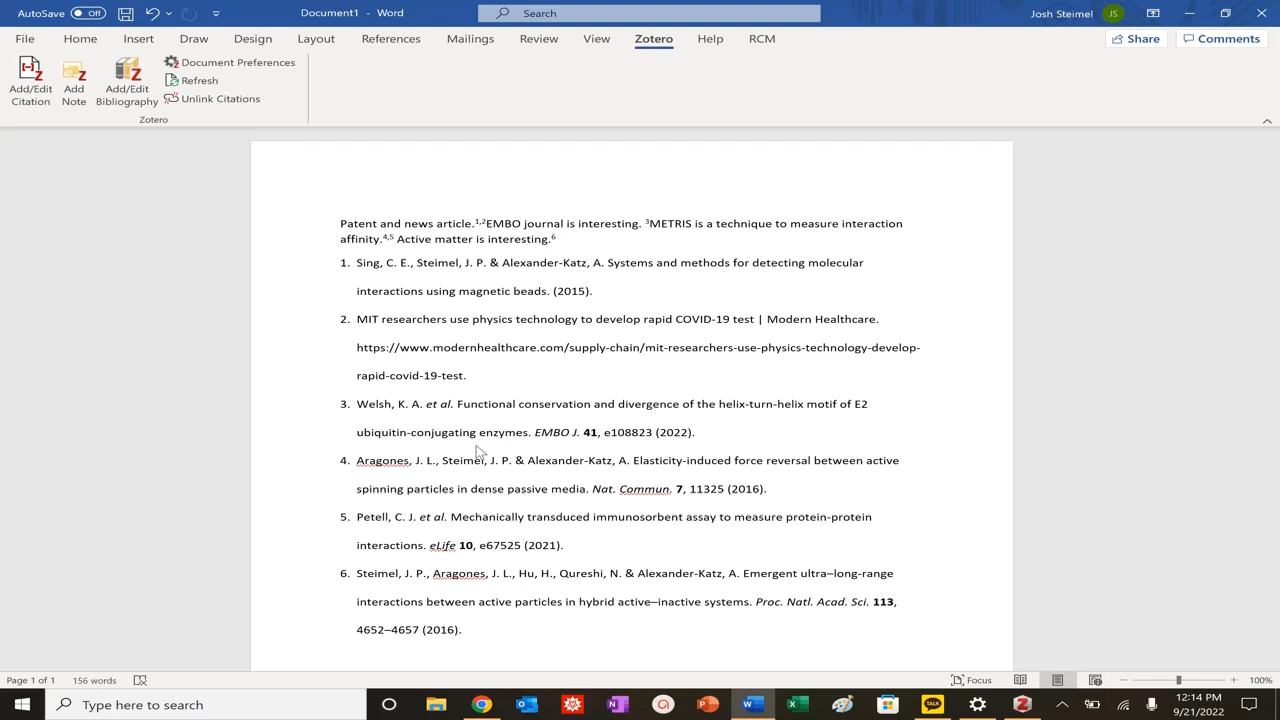 AutoSave Off Document1 - Word Search Josh Steimel JS
File Home Insert Draw Design Layout References Mailings Review View Zotero Help RCM Share Comments
Add/Edit Citation
Add Note
Add/Edit Bibliography
Document Preferences
Refresh
Unlink Citations
Zotero
Patent and news article.1,2EMBO journal is interesting. 3METRIS is a technique to measure interaction
affinity.4,5 Active matter is interesting.6
1. Sing, C. E., Steimel, J. P. & Alexander-Katz, A. Systems and methods for detecting molecular
interactions using magnetic beads. (2015).
2. MIT researchers use physics technology to develop rapid COVID-19 test | Modern Healthcare.
https://www.modernhealthcare.com/supply-chain/mit-researchers-use-physics-technology-develop-
rapid-covid-19-test.
3. Welsh, K. A. et al. Functional conservation and divergence of the helix-turn-helix motif of E2
ubiquitin-conjugating enzymes. EMBO J. 41, e108823 (2022).
4. Aragones, J. L., Steimel, J. P. & Alexander-Katz, A. Elasticity-induced force reversal between active
spinning particles in dense passive media. Nat. Commun. 7, 11325 (2016).
5. Petell, C. J. et al. Mechanically transduced immunosorbent assay to measure protein-protein
interactions. eLife 10, e67525 (2021).
6. Steimel, J. P., Aragones, J. L., Hu, H., Qureshi, N. & Alexander-Katz, A. Emergent ultra–long-range
interactions between active particles in hybrid active–inactive systems. Proc. Natl. Acad. Sci. 113,
4652–4657 (2016).
Page 1 of 1 156 words Focus 100%
Type here to search
TALK
12:14 PM
9/21/2022